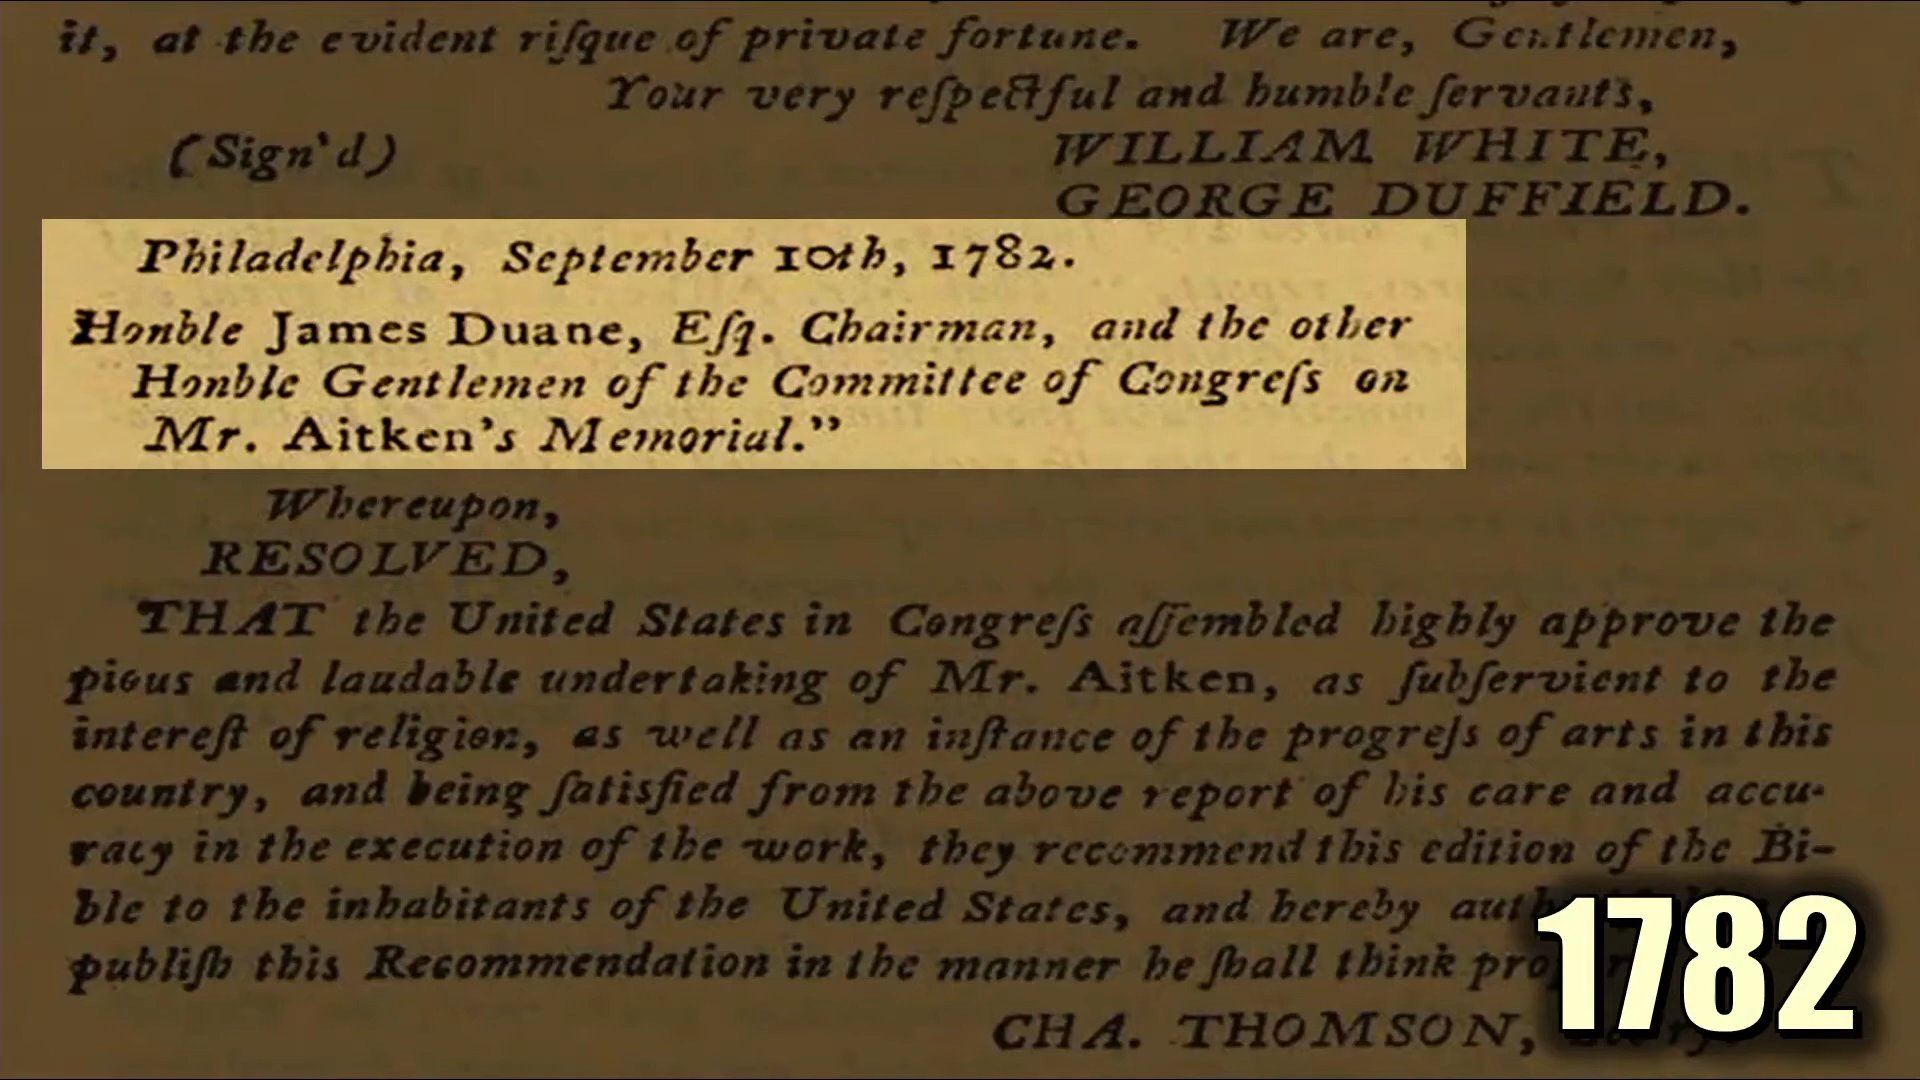 it, at the evident riſque of private fortune. We are, Gentlemen,
Your very reſpectful and humble ſervants,
(Sign'd) WILLIAM WHITE,
GEORGE DUFFIELD.
Philadelphia, September 10th, 1782.
Honble James Duane, Eſq. Chairman, and the other
Honble Gentlemen of the Committee of Congreſs on
Mr. Aitken's Memorial."
Whereupon,
RESOLVED,
THAT the United States in Congreſs aſſembled highly approve the
pious and laudable undertaking of Mr. Aitken, as ſubſervient to the
intereſt of religion, as well as an inſtance of the progreſs of arts in this
country, and being ſatisfied from the above report of his care and accu-
racy in the execution of the work, they recommend this edition of the Bi-
ble to the inhabitants of the United States, and hereby
publiſh this Recommendation in the manner he ſhall think
CHA. THOMSON,
1782